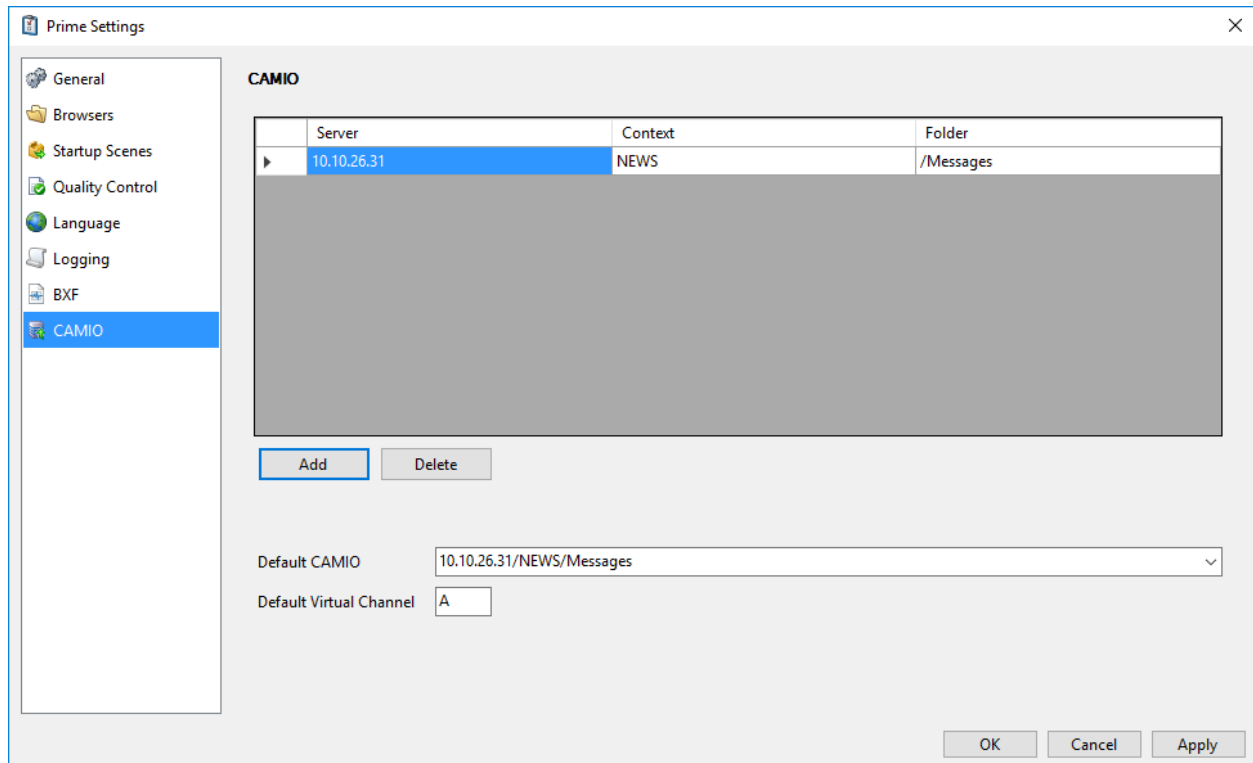 Prime Settings
General
Browsers
Startup Scenes
Quality Control
Language
Logging
BXF
CAMIO
CAMIO
Server Context Folder
10.10.26.31 NEWS /Messages
Add Delete
Default CAMIO 10.10.26.31/NEWS/Messages
Default Virtual Channel A
OK Cancel Apply